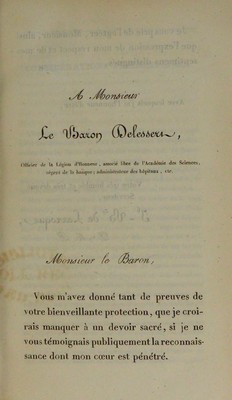 A Monsieur
Le Baron Delessert,
Officier de la Légion d'Honneur, associé libre de l'Académie des Sciences,
régent de la banque, administrateur des hôpitaux, etc.
Monsieur le Baron,
Vous m'avez donné tant de preuves de
votre bienveillante protection, que je croi-
rais manquer à un devoir sacré, si je ne
vous témoignais publiquement la reconnais-
sance dont mon cœur est pénétré.